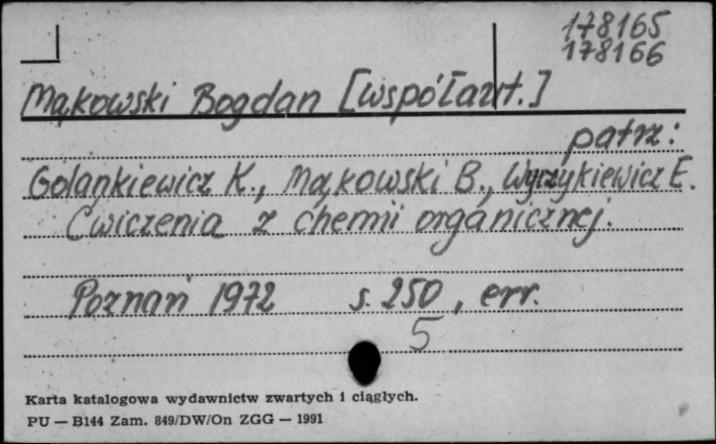 178165
178166
Mąkowski Bogdan [współaut.]
patrz:
Golankiewicz K., Mąkowski B., Wyrzykiewicz E.
Ćwiczenia z chemii organicznej.
Poznań 1972 s. 250, err.
5
Karta katalogowa wydawnictw zwartych i ciągłych.
PU — B144 Zam. 849/DW/On ZGG — 1991